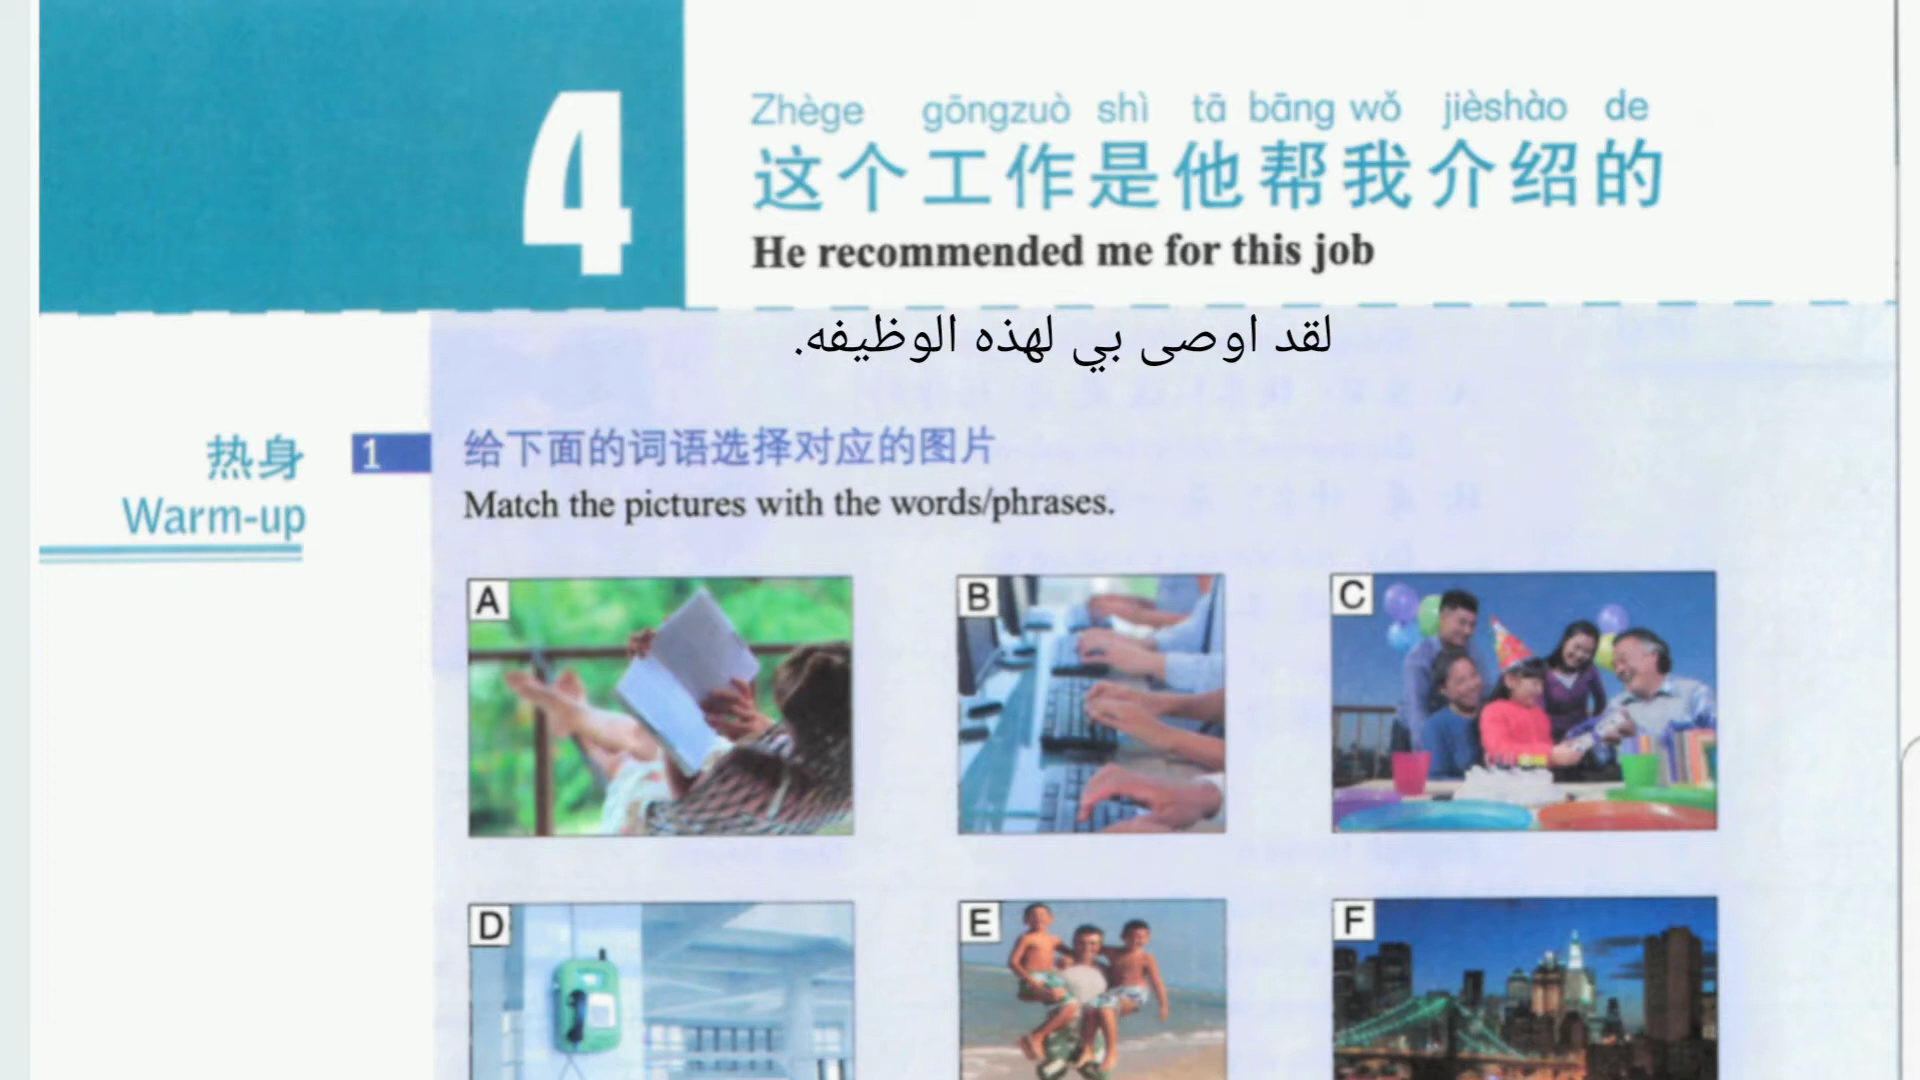 4
Zhège gōngzuò shì tā bāng wǒ jièshào de
这个工作是他帮我介绍的
He recommended me for this job
لقد اوصى بي لهذه الوظيفه.
热身
Warm-up
1
给下面的词语选择对应的图片
Match the pictures with the words/phrases.
A
B
C
D
E
F